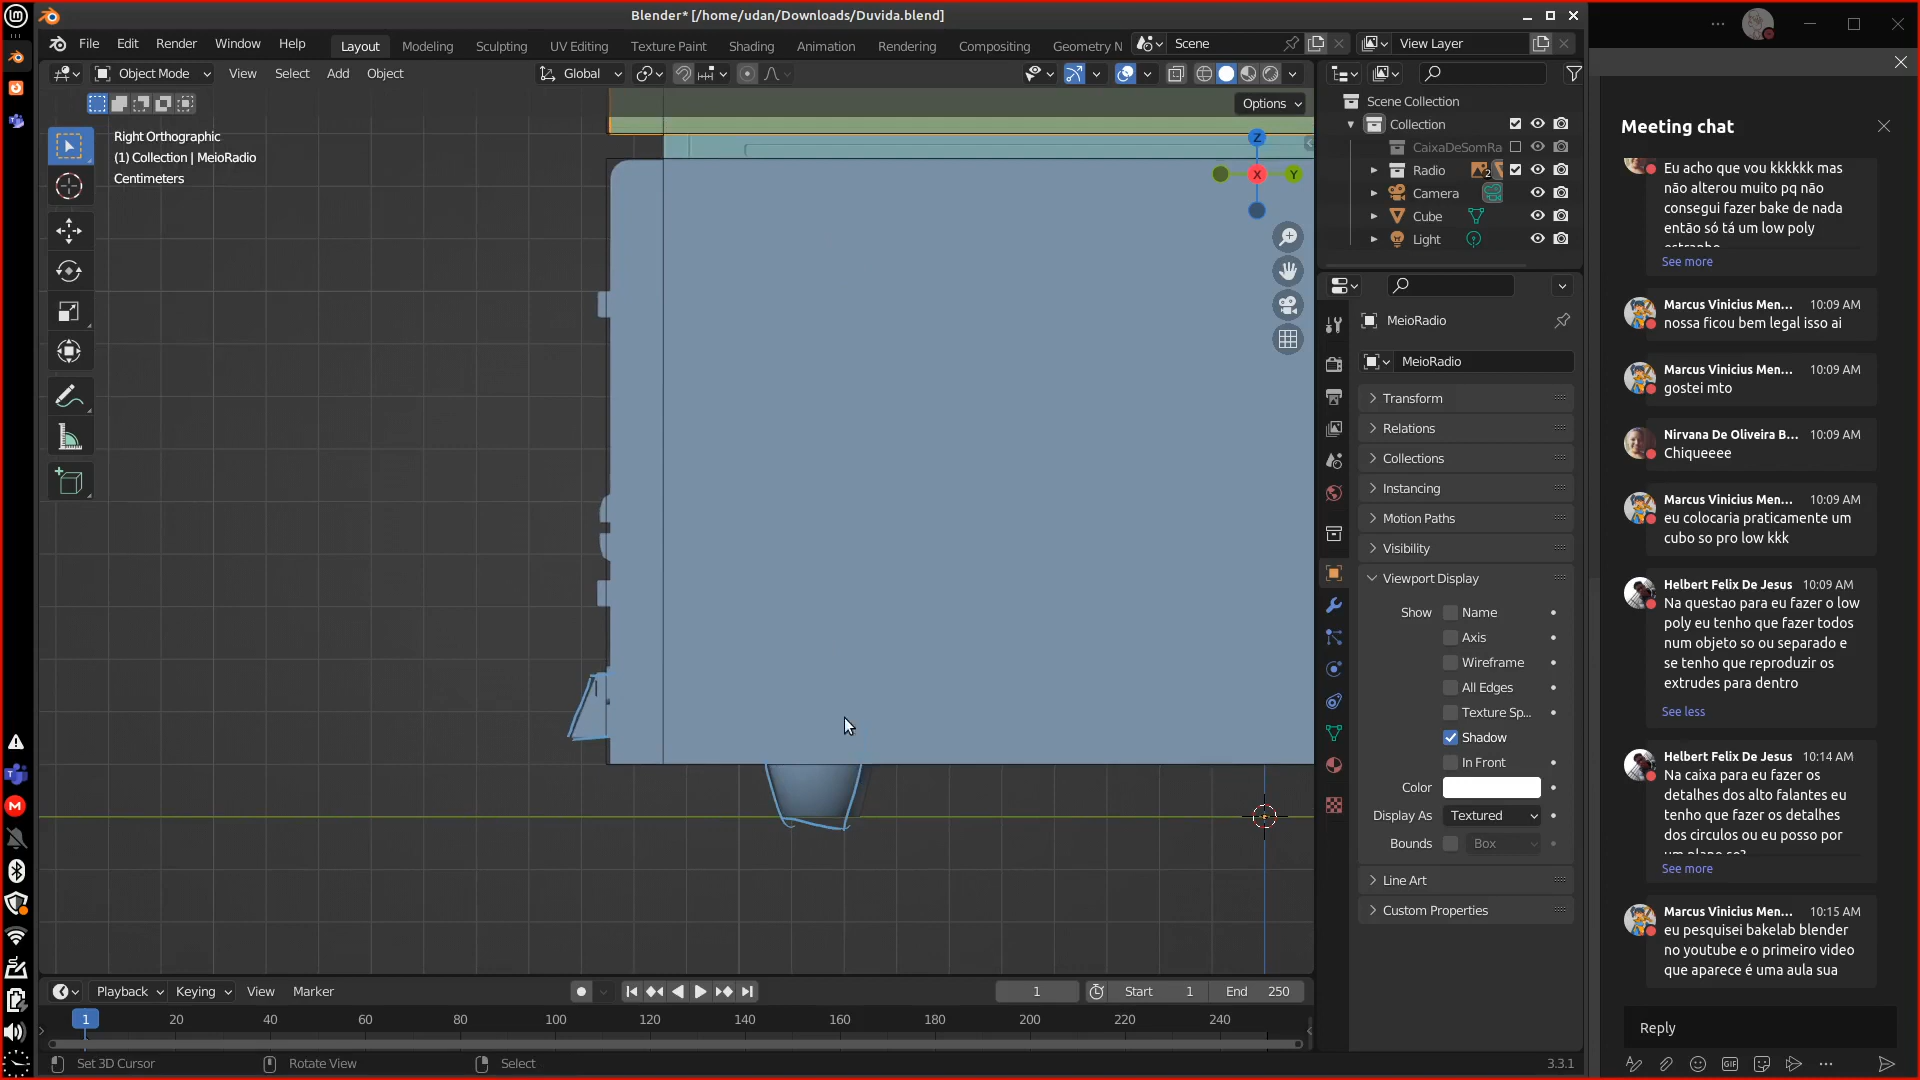 Blender* [/home/udan/Downloads/Duvida.blend]
File Edit Render Window Help Layout Modeling Sculpting UV Editing Texture Paint Shading Animation Rendering Compositing Geometry N Scene View Layer
Object Mode View Select Add Object Global
Options
Right Orthographic
(1) Collection | MeioRadio
Centimeters
Z
X
Y
Scene Collection
Collection
CaixaDeSomRa
Radio 2
Camera
Cube
Light
MeioRadio
MeioRadio
Transform
Relations
Collections
Instancing
Motion Paths
Visibility
Viewport Display
Show Name
Axis
Wireframe
All Edges
Texture Sp...
Shadow
In Front
Color
Display As Textured
Bounds Box
Line Art
Custom Properties
Playback Keying View Marker 1 Start 1 End 250
1 20 40 60 80 100 120 140 160 180 200 220 240
Set 3D Cursor Rotate View Select 3.3.1
Meeting chat
Eu acho que vou kkkkkk mas
não alterou muito pq não
consegui fazer bake de nada
então só tá um low poly
estranho
See more
Marcus Vinicius Men... 10:09 AM
nossa ficou bem legal isso ai
Marcus Vinicius Men... 10:09 AM
gostei mto
Nirvana De Oliveira B... 10:09 AM
Chiqueeee
Marcus Vinicius Men... 10:09 AM
eu colocaria praticamente um
cubo so pro low kkk
Helbert Felix De Jesus 10:09 AM
Na questao para eu fazer o low
poly eu tenho que fazer todos
num objeto so ou separado e
se tenho que reproduzir os
extrudes para dentro
See less
Helbert Felix De Jesus 10:14 AM
Na caixa para eu fazer os
detalhes dos alto falantes eu
tenho que fazer os detalhes
dos circulos ou eu posso por
um plano so?
See more
Marcus Vinicius Men... 10:15 AM
eu pesquisei bakelab blender
no youtube e o primeiro video
que aparece é uma aula sua
Reply
GIF